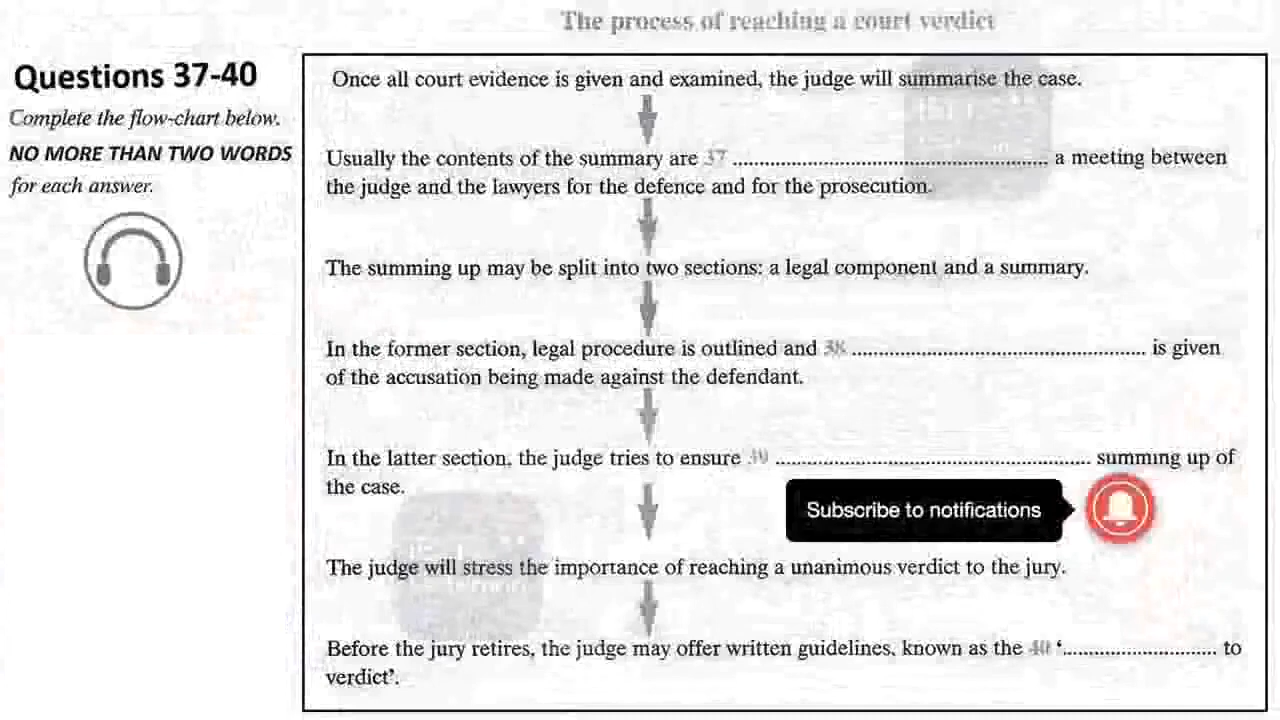 The process of reaching a court verdict
Questions 37-40
Complete the flow-chart below.
NO MORE THAN TWO WORDS
for each answer.
Once all court evidence is given and examined, the judge will summarise the case.
Usually the contents of the summary are 37 ................................................ a meeting between
the judge and the lawyers for the defence and for the prosecution.
The summing up may be split into two sections: a legal component and a summary.
In the former section, legal procedure is outlined and 38 ................................................ is given
of the accusation being made against the defendant.
In the latter section, the judge tries to ensure 39 ................................................ summing up of
the case.
Subscribe to notifications
The judge will stress the importance of reaching a unanimous verdict to the jury.
Before the jury retires, the judge may offer written guidelines, known as the 40 ‘............................ to
verdict’.